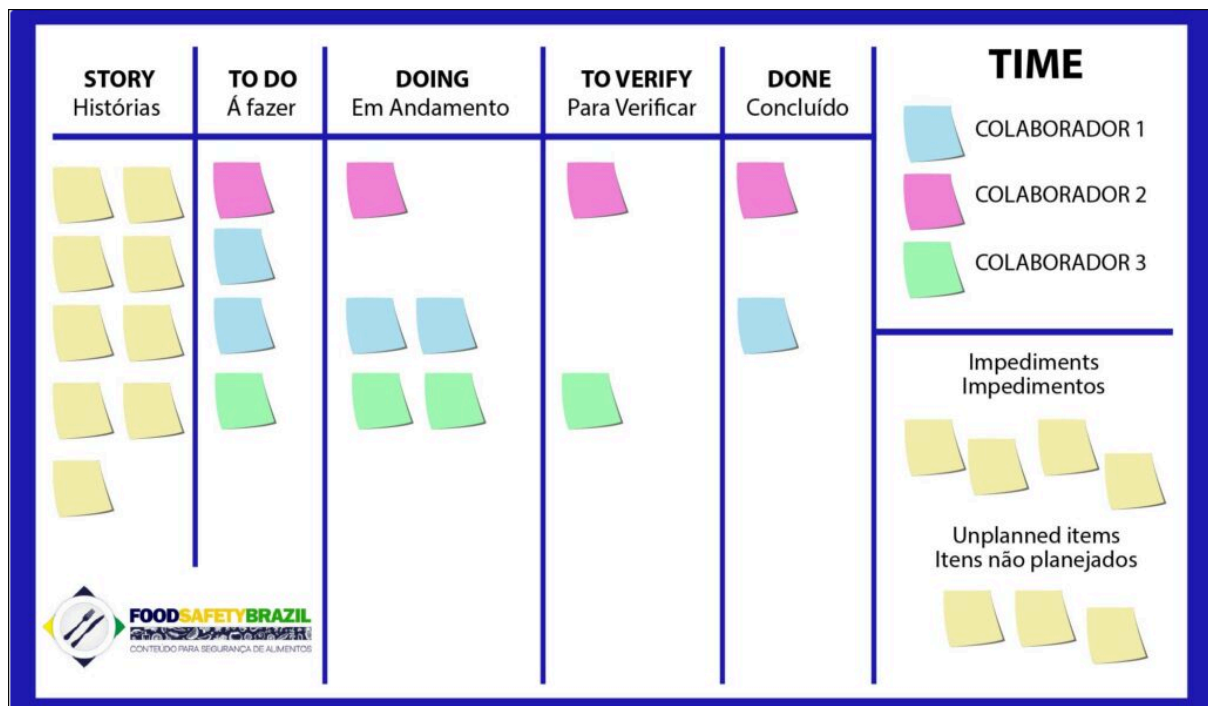 STORY
Histórias
TO DO
Á fazer
DOING
Em Andamento
TO VERIFY
Para Verificar
DONE
Concluído
TIME
COLABORADOR 1
COLABORADOR 2
COLABORADOR 3
Impediments
Impedimentos
Unplanned items
Itens não planejados
FOODSAFETYBRAZIL
CONTEÚDO PARA SEGURANÇA DE ALIMENTOS